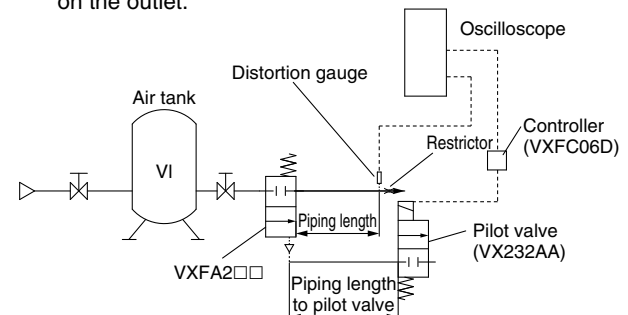 on the outlet.
Oscilloscope
Distortion gauge
Air tank
Restrictor
Controller
(VXFC06D)
VI
Piping length
Pilot valve
(VX232AA)
VXFA2□□
Piping length
to pilot valve